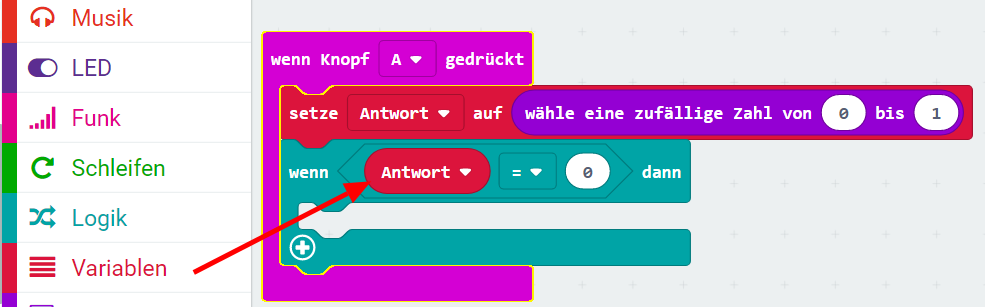 Musik
LED
Funk
Schleifen
Logik
Variablen
wenn Knopf A gedrückt
setze Antwort auf wähle eine zufällige Zahl von 0 bis 1
wenn Antwort = 0 dann